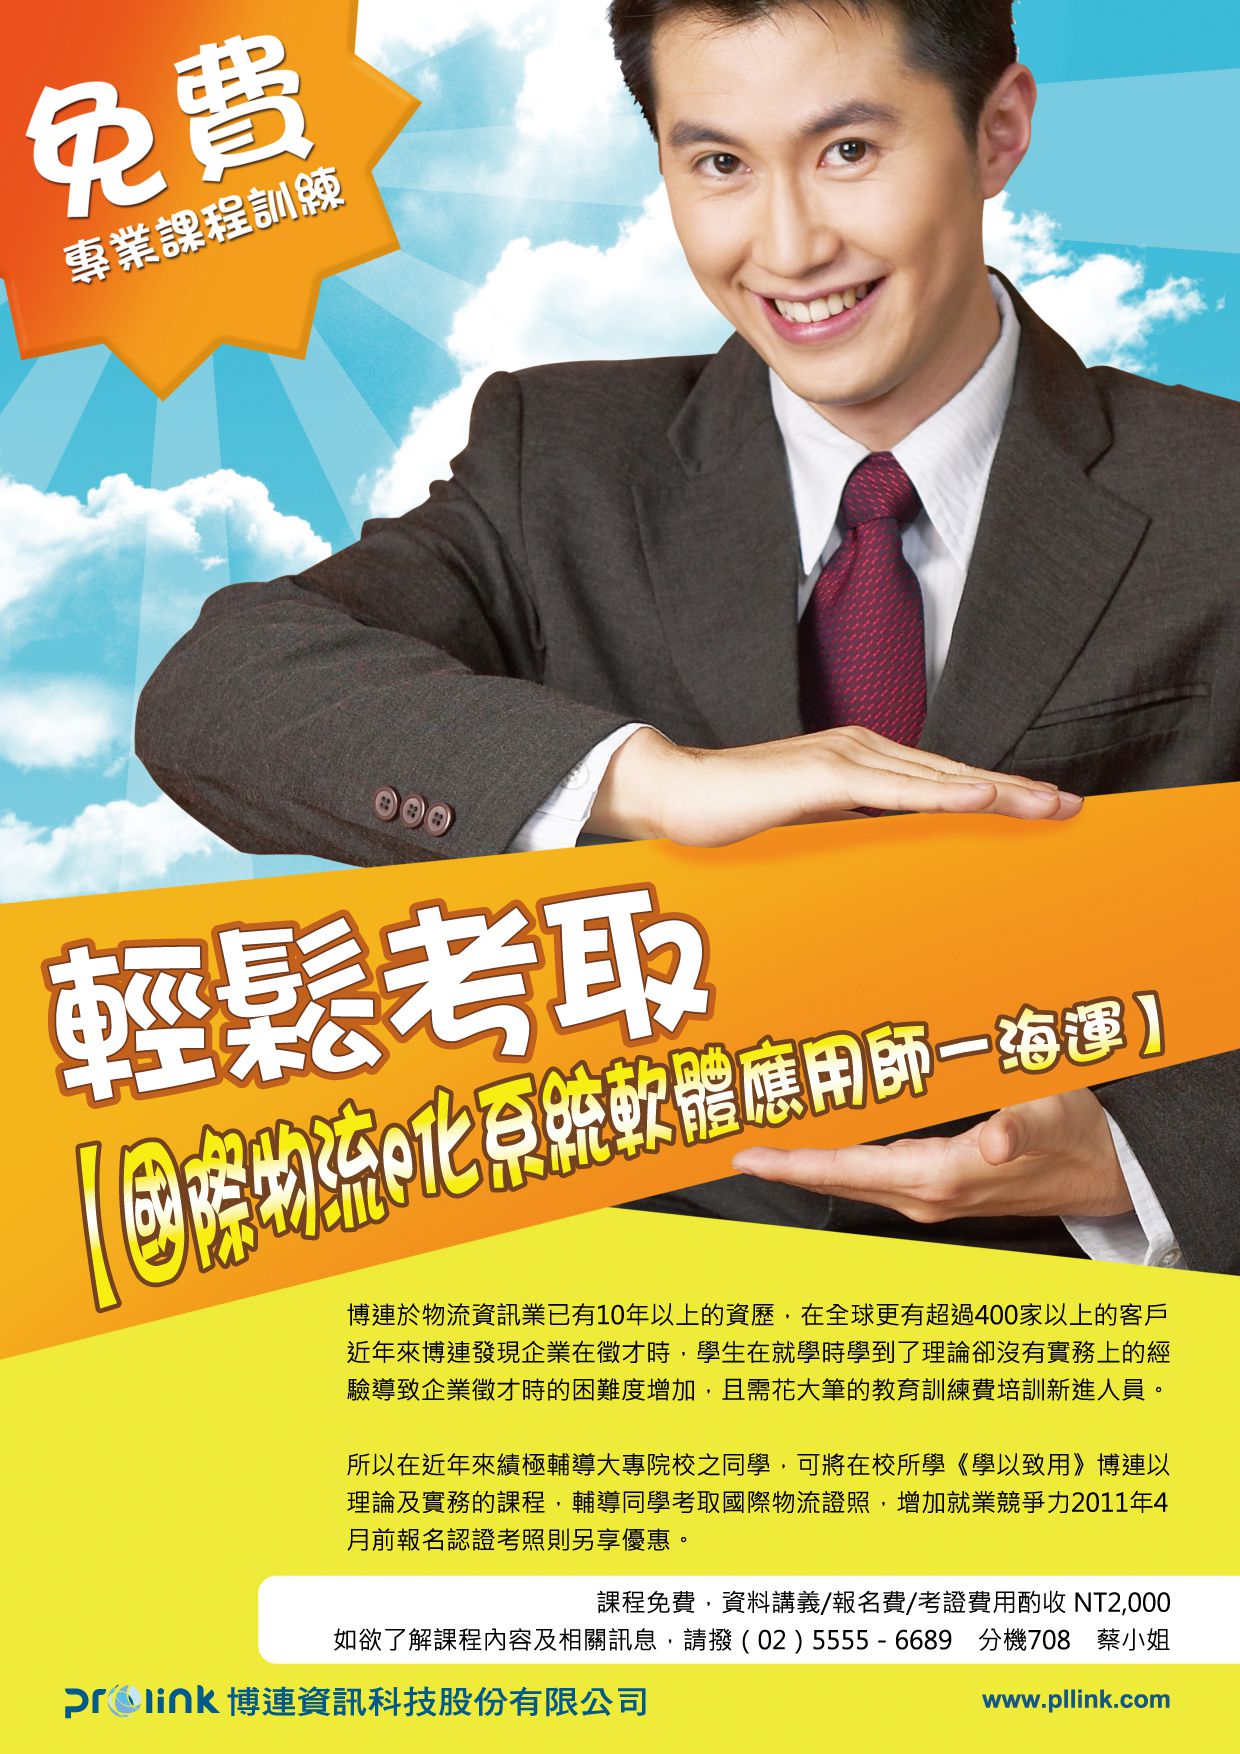 免費
專業課程訓練
輕鬆考取
【國際物流e化系統軟體應用師－海運】
博連於物流資訊業已有10年以上的資歷，在全球更有超過400家以上的客戶
近年來博連發現企業在徵才時，學生在就學時學到了理論卻沒有實務上的經
驗導致企業徵才時的困難度增加，且需花大筆的教育訓練費培訓新進人員。
所以在近年來績極輔導大專院校之同學，可將在校所學《學以致用》博連以
理論及實務的課程，輔導同學考取國際物流證照，增加就業競爭力2011年4
月前報名認證考照則另享優惠。
課程免費，資料講義/報名費/考證費用酌收 NT2,000
如欲了解課程內容及相關訊息，請撥（02）5555－6689　分機708　蔡小姐
prolink 博連資訊科技股份有限公司
www.pllink.com